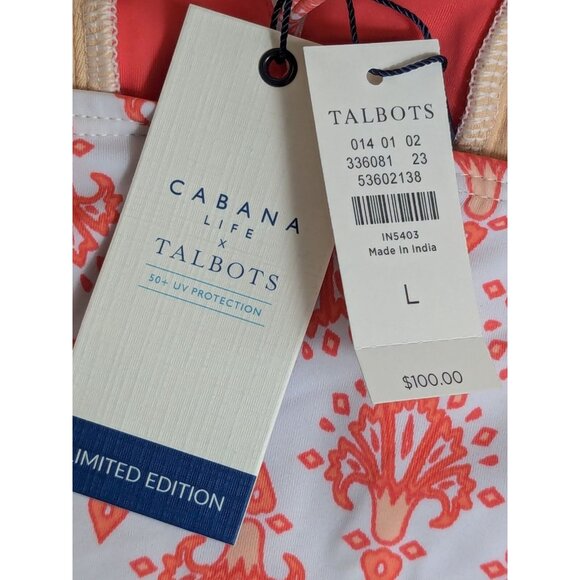 CABANA
LIFE
x
TALBOTS
50+ UV PROTECTION
LIMITED EDITION
TALBOTS
014 01 02
336081 23
53602138
IN5403
Made in India
L
$100.00